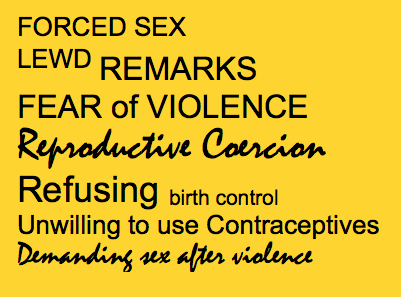 FORCED SEX
LEWD REMARKS
FEAR of VIOLENCE
Reproductive Coercion
Refusing birth control
Unwilling to use Contraceptives
Demanding sex after violence